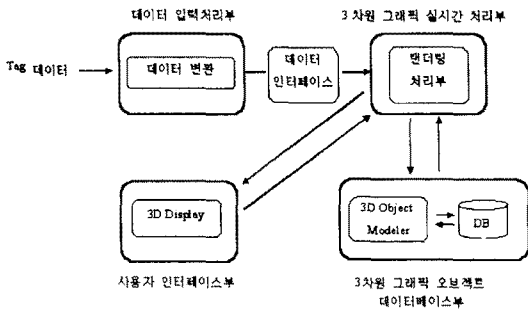 데이터 입력처리부
3차원 그래픽 실시간 처리부
Tag 데이터
데이터 변환
데이터
인터페이스
랜더링
처리부
3D Display
3D Object
Modeler
DB
사용자 인터페이스부
3차원 그래픽 오브젝트
데이터베이스부